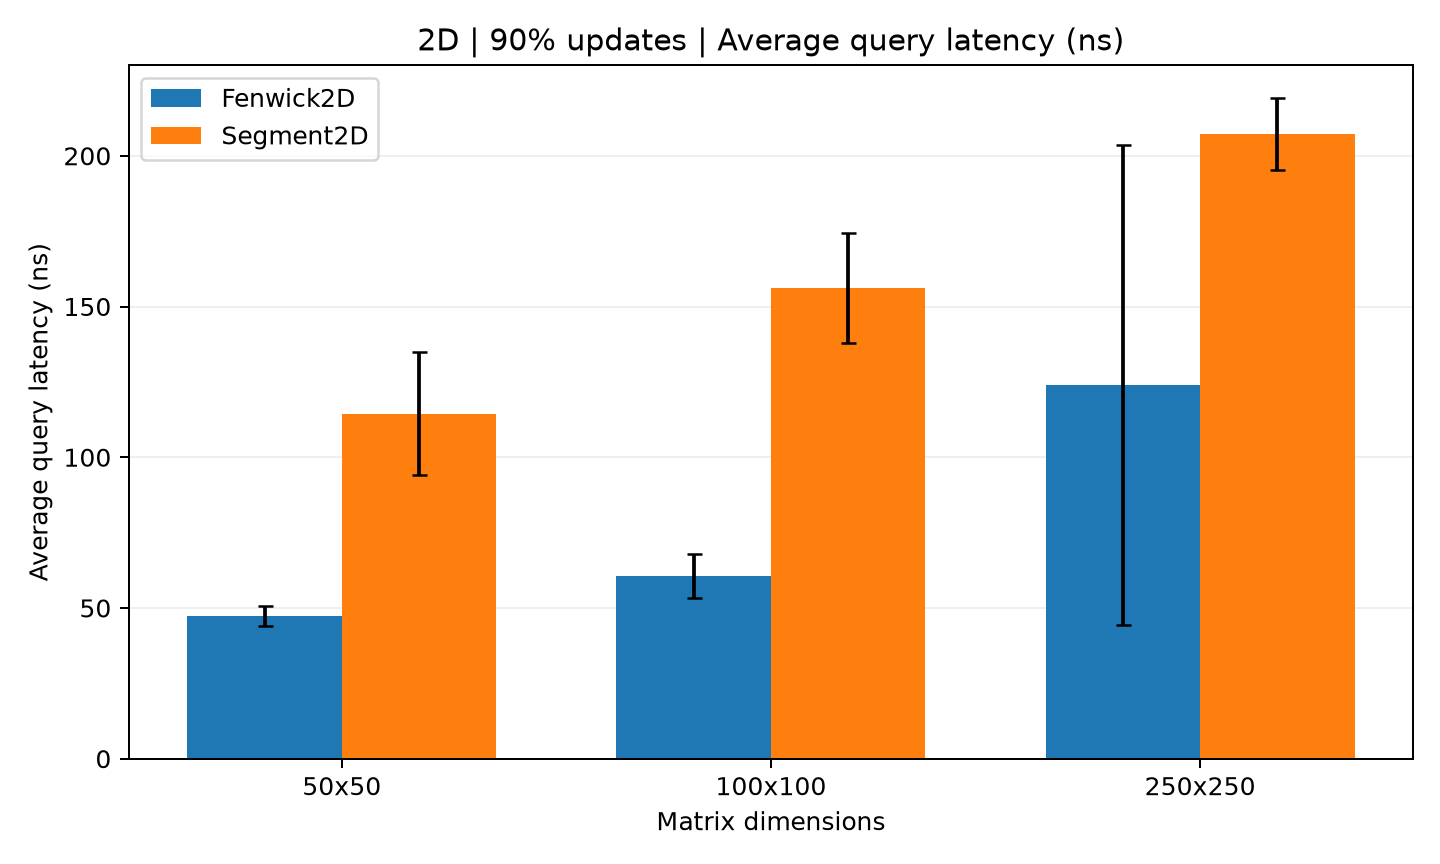 2D | 90% updates | Average query latency (ns)
Fenwick2D
Segment2D
Average query latency (ns)
200
150
100
50
0
50x50
100x100
250x250
Matrix dimensions